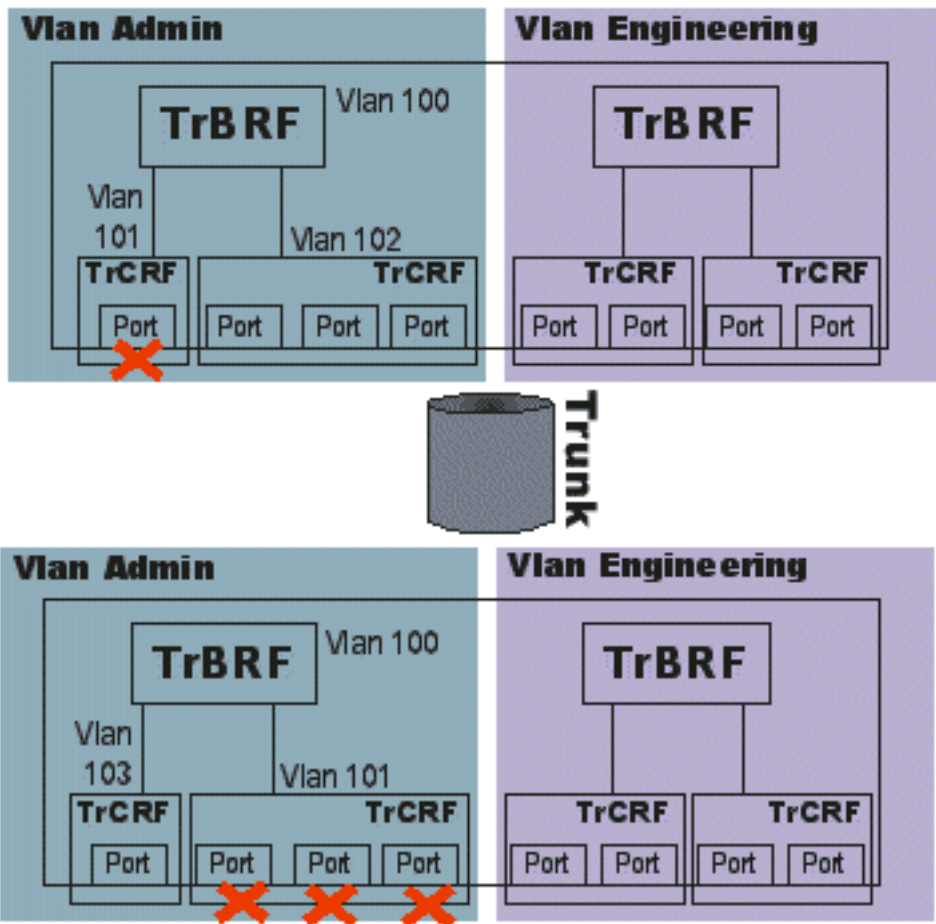 Vlan Admin
Vlan Engineering
TrBRF
Vlan 100
TrBRF
Vlan
101
Vlan 102
TrCRF
TrCRF
TrCRF
TrCRF
Port
Port
Port
Port
Port
Port
Port
Port
Trunk
Vlan Admin
Vlan Engineering
TrBRF
Vlan 100
TrBRF
Vlan
103
Vlan 101
TrCRF
TrCRF
TrCRF
TrCRF
Port
Port
Port
Port
Port
Port
Port
Port